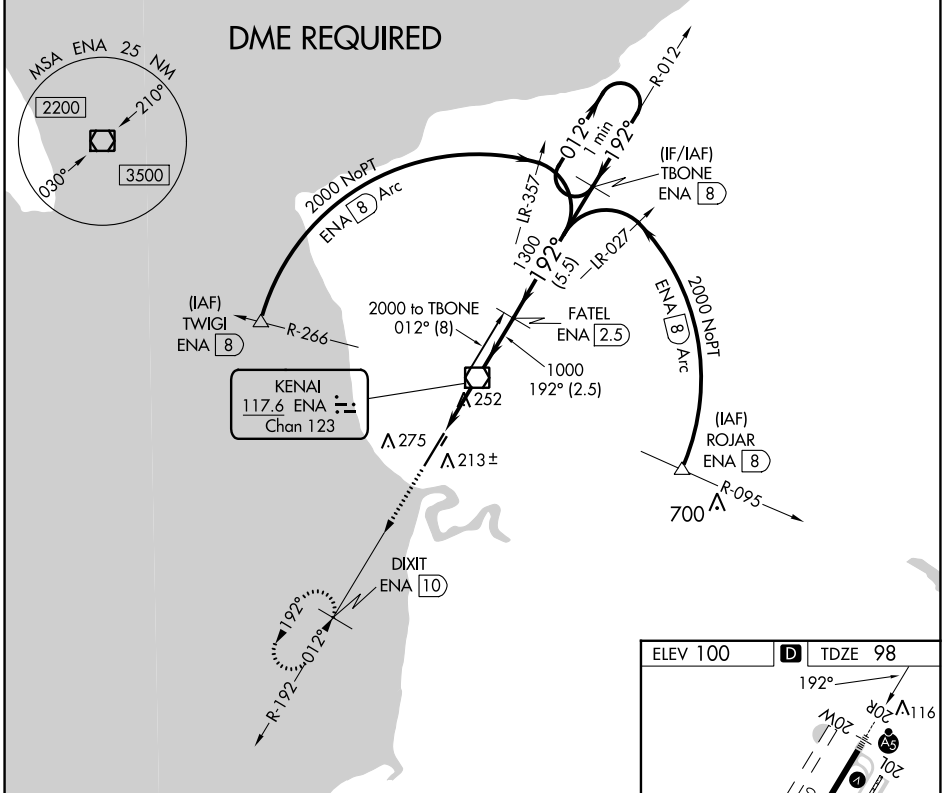 DME REQUIRED
MSA ENA 25 NM
2200
210°
030°
3500
R-012
012°
1 min
192°
(IF/IAF)
TBONE
ENA 8
2000 NoPT
ENA 8 Arc
LR-357
1300
192°
(5.5)
LR-027
2000 NoPT
ENA 8 Arc
(IAF)
TWIGI
ENA 8
R-266
2000 to TBONE
012° (8)
FATEL
ENA 2.5
1000
192° (2.5)
KENAI
117.6 ENA
Chan 123
252
275
213 ±
(IAF)
ROJAR
ENA 8
R-095
700
DIXIT
ENA 10
192°
012°
R-192
ELEV 100
D
TDZE 98
192°
20W
20R
116
A5
20L
V